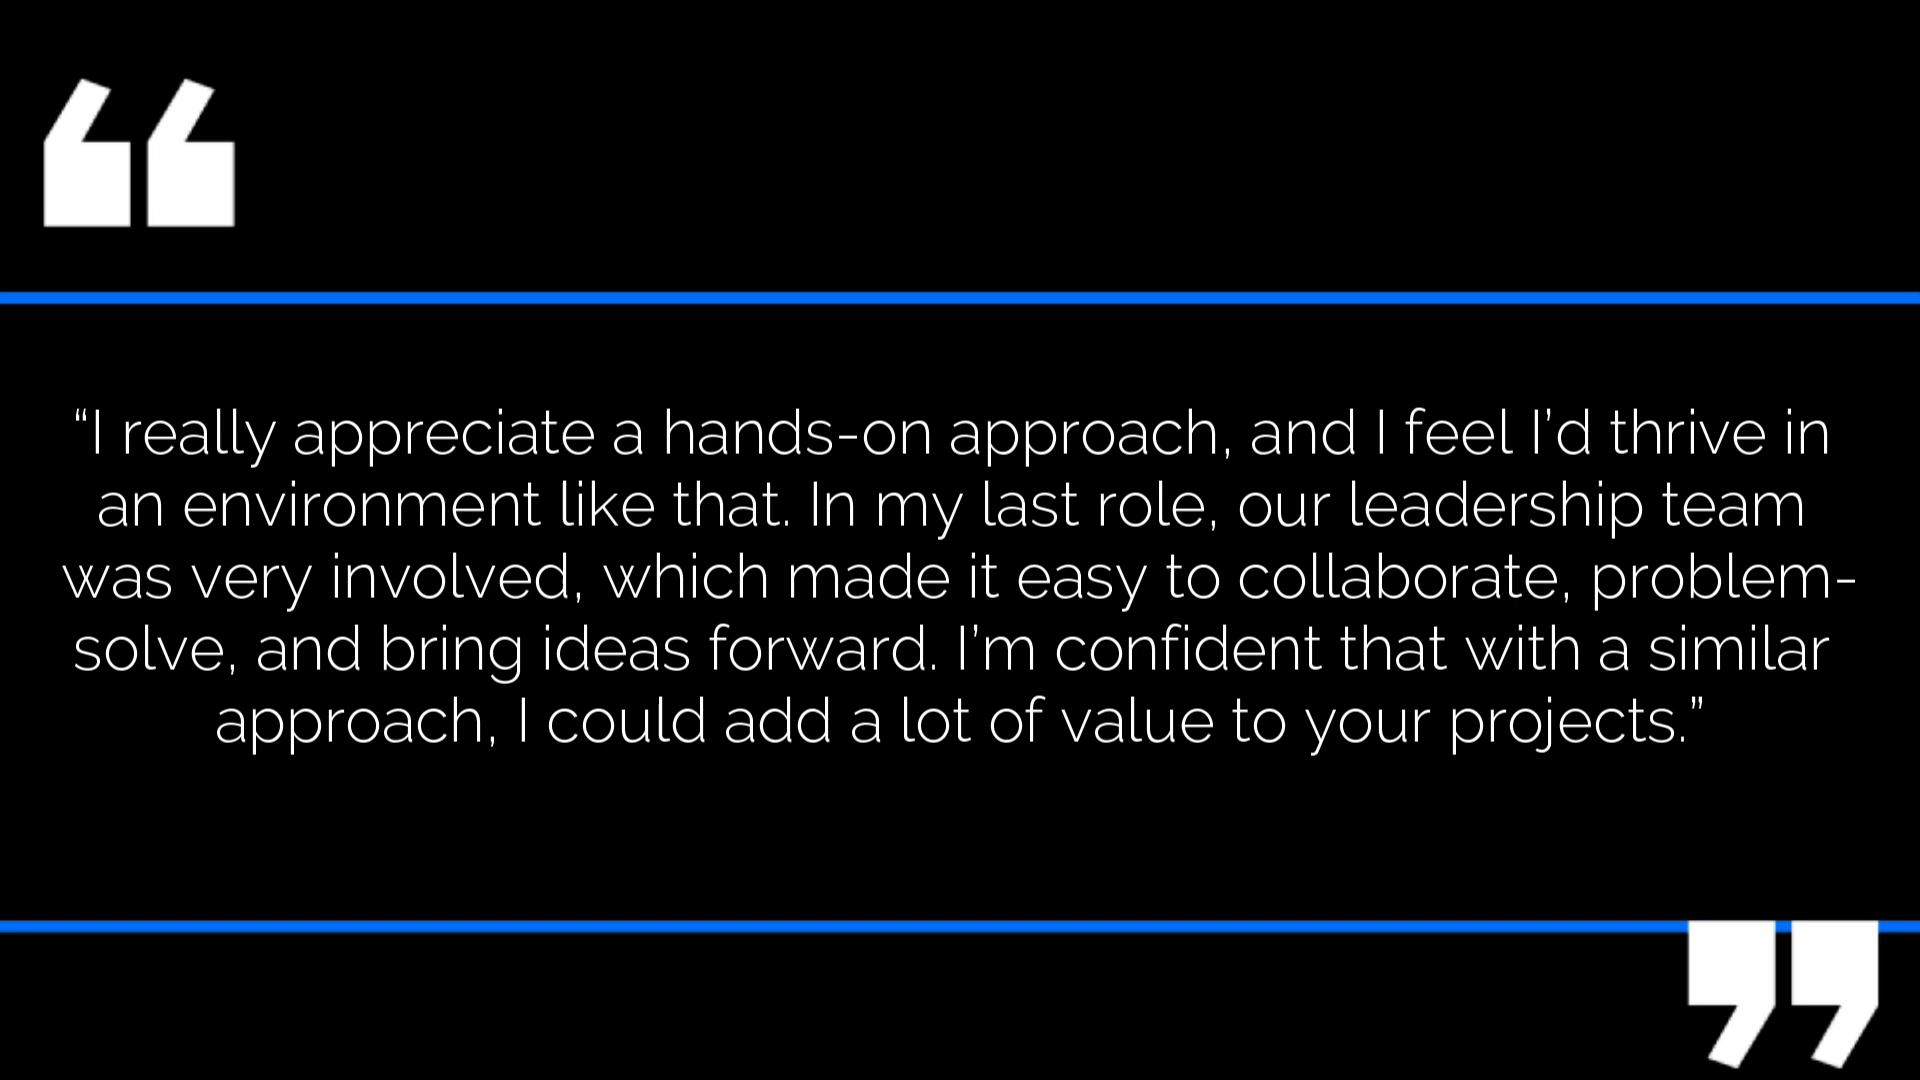 “I really appreciate a hands-on approach, and I feel I’d thrive in
an environment like that. In my last role, our leadership team
was very involved, which made it easy to collaborate, problem-
solve, and bring ideas forward. I’m confident that with a similar
approach, I could add a lot of value to your projects.”